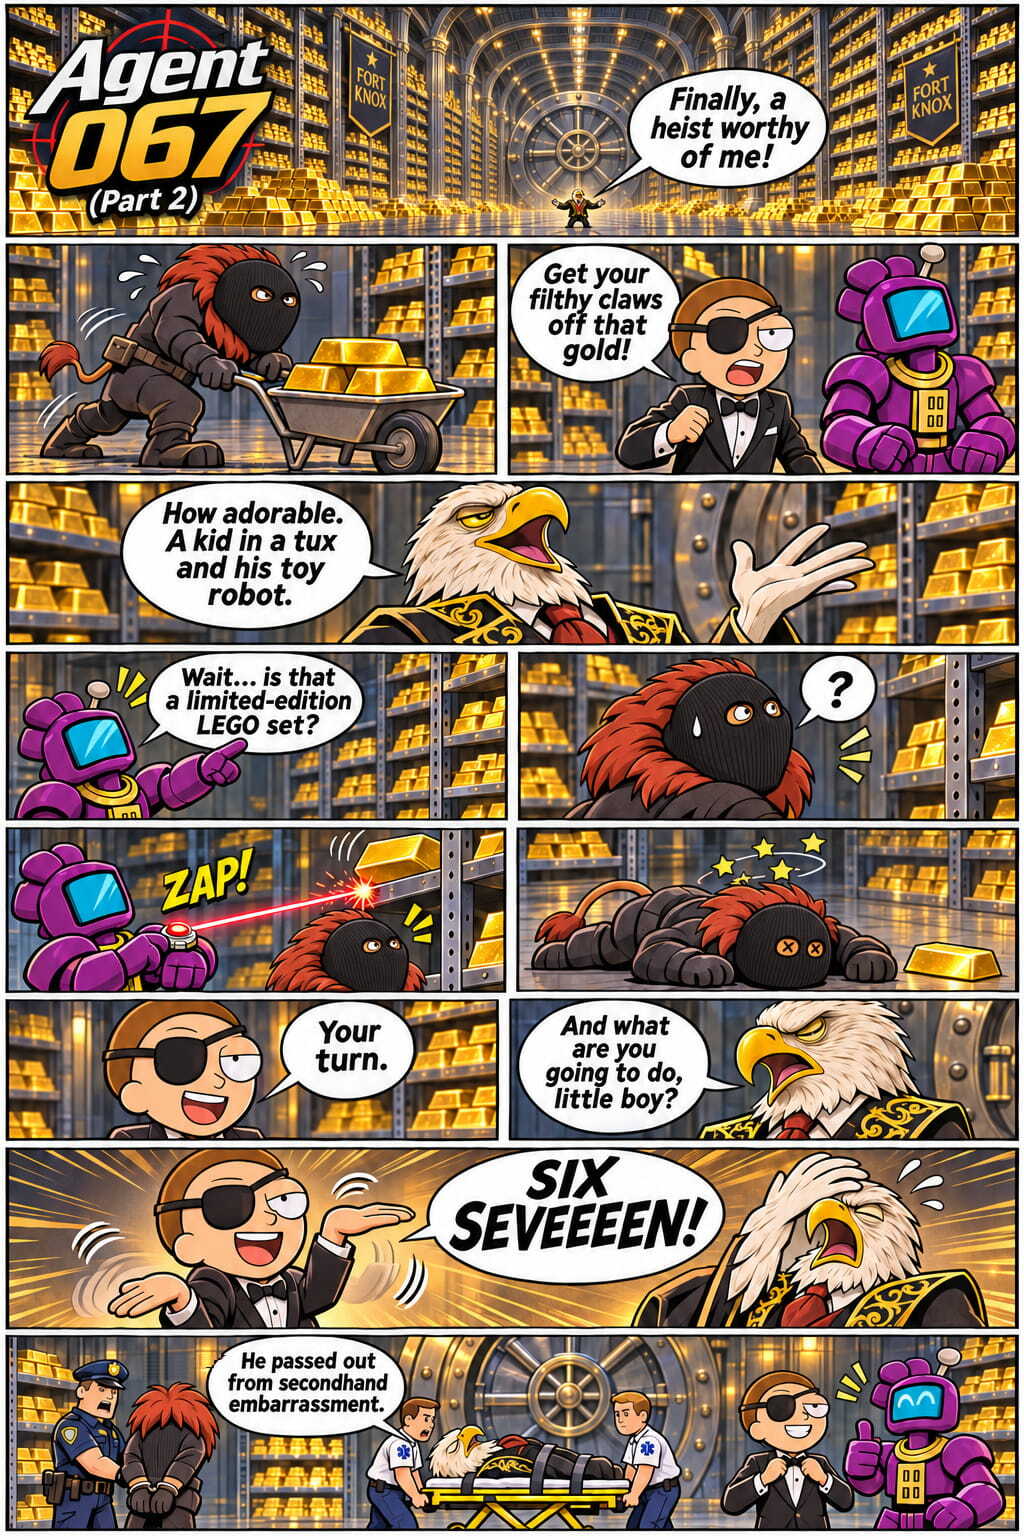 Agent
067
(Part 2)
FORT
KNOX
FORT
KNOX
Finally, a
heist worthy
of me!
Get your
filthy claws
off that
gold!
How adorable.
A kid in a tux
and his toy
robot.
Wait... is that
a limited-edition
LEGO set?
?
ZAP!
Your
turn.
And what
are you
going to do,
little boy?
SIX
SEVEEEEN!
He passed out
from secondhand
embarrassment.